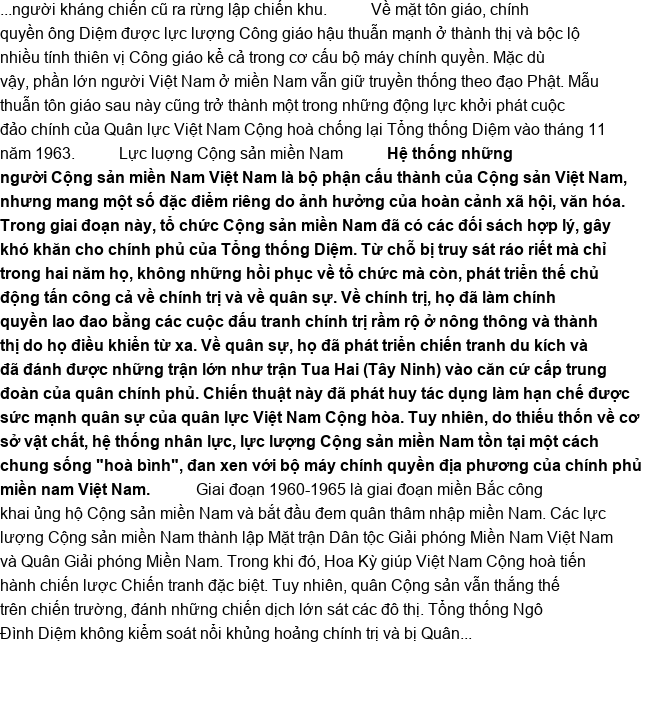 ...người kháng chiến cũ ra rừng lập chiến khu. Về mặt tôn giáo, chính
quyền ông Diệm được lực lượng Công giáo hậu thuẫn mạnh ở thành thị và bộc lộ
nhiều tính thiên vị Công giáo kể cả trong cơ cấu bộ máy chính quyền. Mặc dù
vậy, phần lớn người Việt Nam ở miền Nam vẫn giữ truyền thống theo đạo Phật. Mẫu
thuẫn tôn giáo sau này cũng trở thành một trong những động lực khởi phát cuộc
đảo chính của Quân lực Việt Nam Cộng hoà chống lại Tổng thống Diệm vào tháng 11
năm 1963. Lực luợng Cộng sản miền Nam Hệ thống những
người Cộng sản miền Nam Việt Nam là bộ phận cấu thành của Cộng sản Việt Nam,
nhưng mang một số đặc điểm riêng do ảnh hưởng của hoàn cảnh xã hội, văn hóa.
Trong giai đoạn này, tổ chức Cộng sản miền Nam đã có các đối sách hợp lý, gây
khó khăn cho chính phủ của Tổng thống Diệm. Từ chỗ bị truy sát ráo riết mà chỉ
trong hai năm họ, không những hồi phục về tổ chức mà còn, phát triển thế chủ
động tấn công cả về chính trị và về quân sự. Về chính trị, họ đã làm chính
quyền lao đao bằng các cuộc đấu tranh chính trị rầm rộ ở nông thông và thành
thị do họ điều khiển từ xa. Về quân sự, họ đã phát triển chiến tranh du kích và
đã đánh được những trận lớn như trận Tua Hai (Tây Ninh) vào căn cứ cấp trung
đoàn của quân chính phủ. Chiến thuật này đã phát huy tác dụng làm hạn chế được
sức mạnh quân sự của quân lực Việt Nam Cộng hòa. Tuy nhiên, do thiếu thốn về cơ
sở vật chất, hệ thống nhân lực, lực lượng Cộng sản miền Nam tồn tại một cách
chung sống "hoà bình", đan xen với bộ máy chính quyền địa phương của chính phủ
miền nam Việt Nam. Giai đoạn 1960-1965 là giai đoạn miền Bắc công
khai ủng hộ Cộng sản miền Nam và bắt đầu đem quân thâm nhập miền Nam. Các lực
lượng Cộng sản miền Nam thành lập Mặt trận Dân tộc Giải phóng Miền Nam Việt Nam
và Quân Giải phóng Miền Nam. Trong khi đó, Hoa Kỳ giúp Việt Nam Cộng hoà tiến
hành chiến lược Chiến tranh đặc biệt. Tuy nhiên, quân Cộng sản vẫn thắng thế
trên chiến trường, đánh những chiến dịch lớn sát các đô thị. Tổng thống Ngô
Đình Diệm không kiểm soát nổi khủng hoảng chính trị và bị Quân...